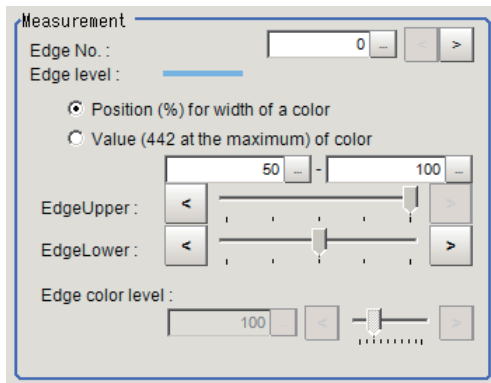 Measurement
Edge No. : 0 ... < >
Edge level :
Position (%) for width of a color
Value (442 at the maximum) of color
50 ... - 100 ...
EdgeUpper : < >
EdgeLower : < >
Edge color level :
100 ... < >